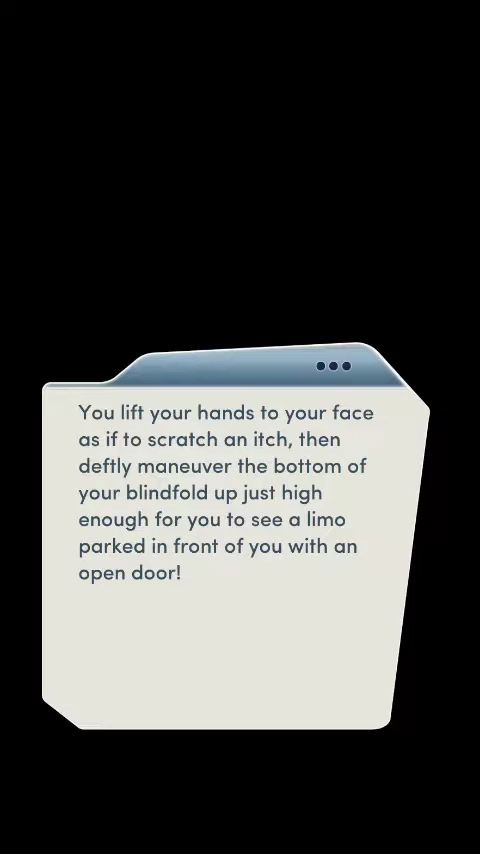 You lift your hands to your face
as if to scratch an itch, then
deftly maneuver the bottom of
your blindfold up just high
enough for you to see a limo
parked in front of you with an
open door!